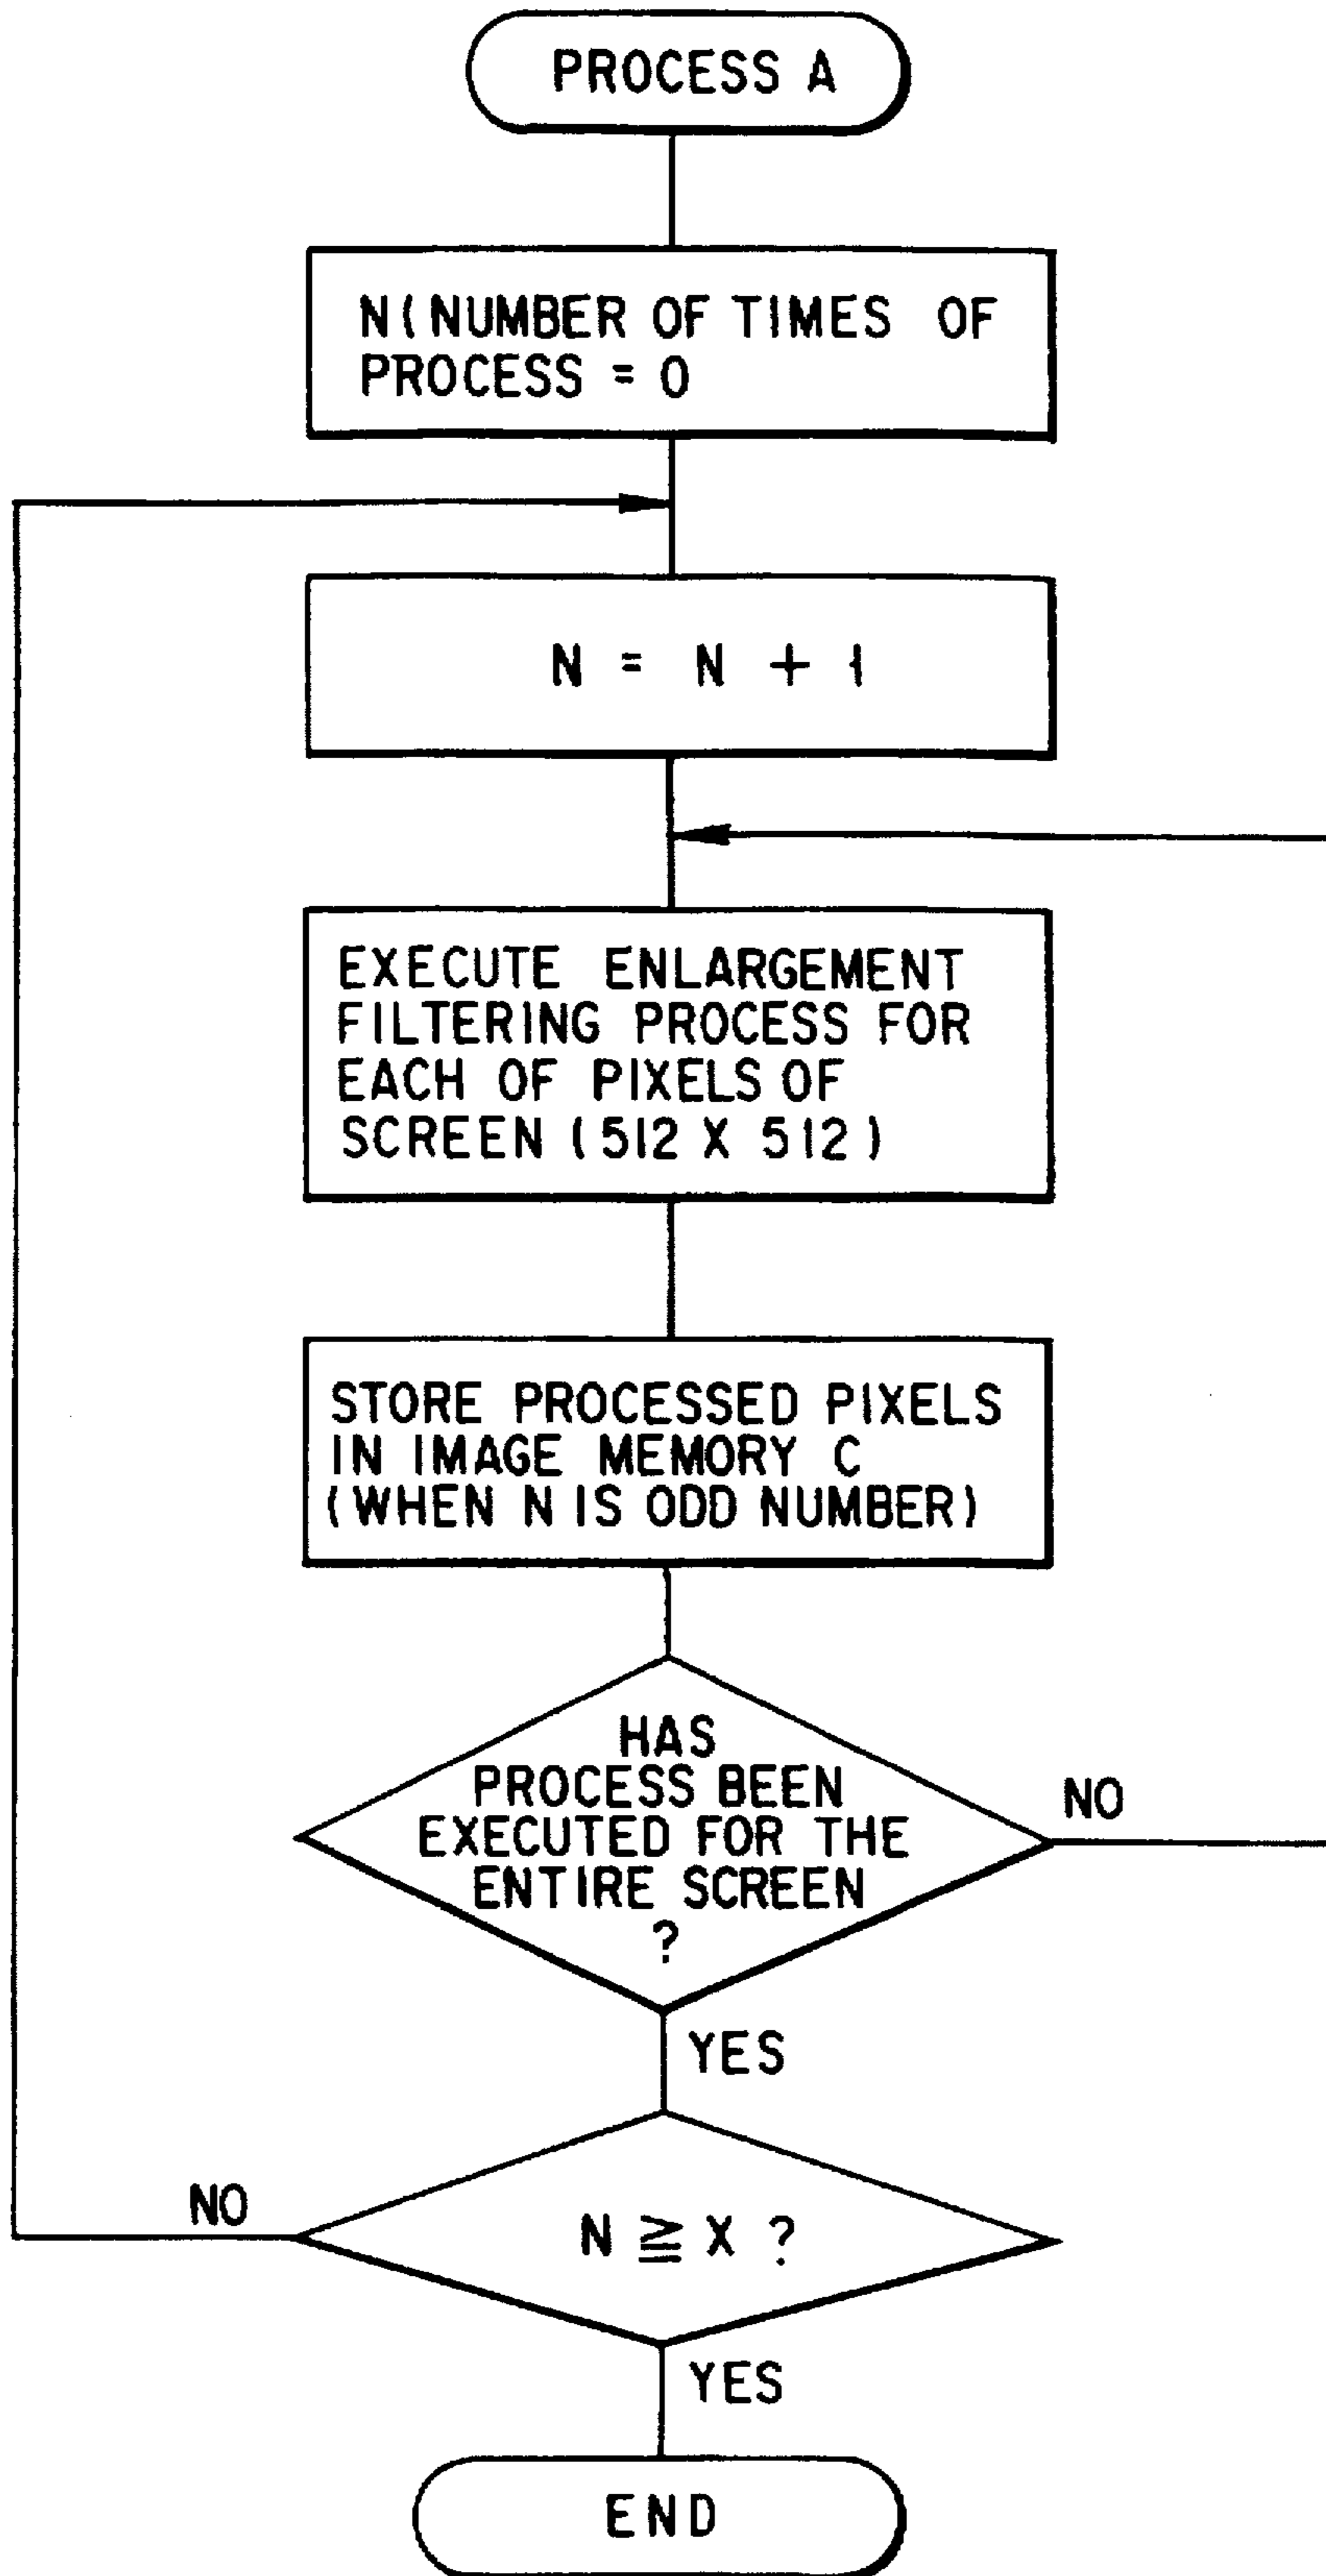 PROCESS A
N(NUMBER OF TIMES OF
PROCESS = 0
N = N + 1
EXECUTE ENLARGEMENT
FILTERING PROCESS FOR
EACH OF PIXELS OF
SCREEN (512 X 512)
STORE PROCESSED PIXELS
IN IMAGE MEMORY C
(WHEN N IS ODD NUMBER)
HAS
PROCESS BEEN
EXECUTED FOR THE
ENTIRE SCREEN
?
NO
YES
NO
N ≧ X ?
YES
END